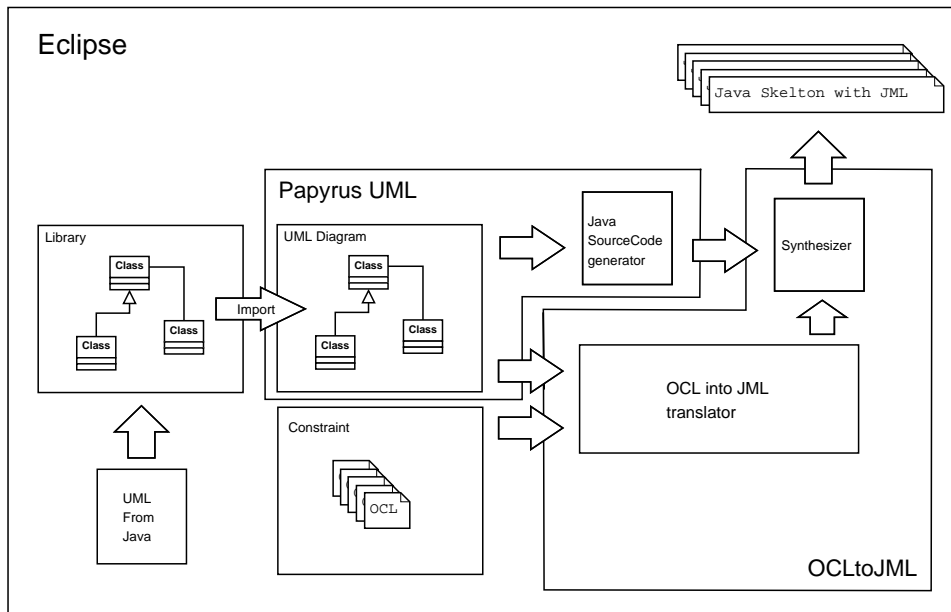 Eclipse
Java Skelton with JML
Papyrus UML
Library
Class
Class
Class
Import
UML Diagram
Class
Class
Class
Java
SourceCode
generator
Synthesizer
OCL into JML
translator
Constraint
OCL
UML
From
Java
OCLtoJML